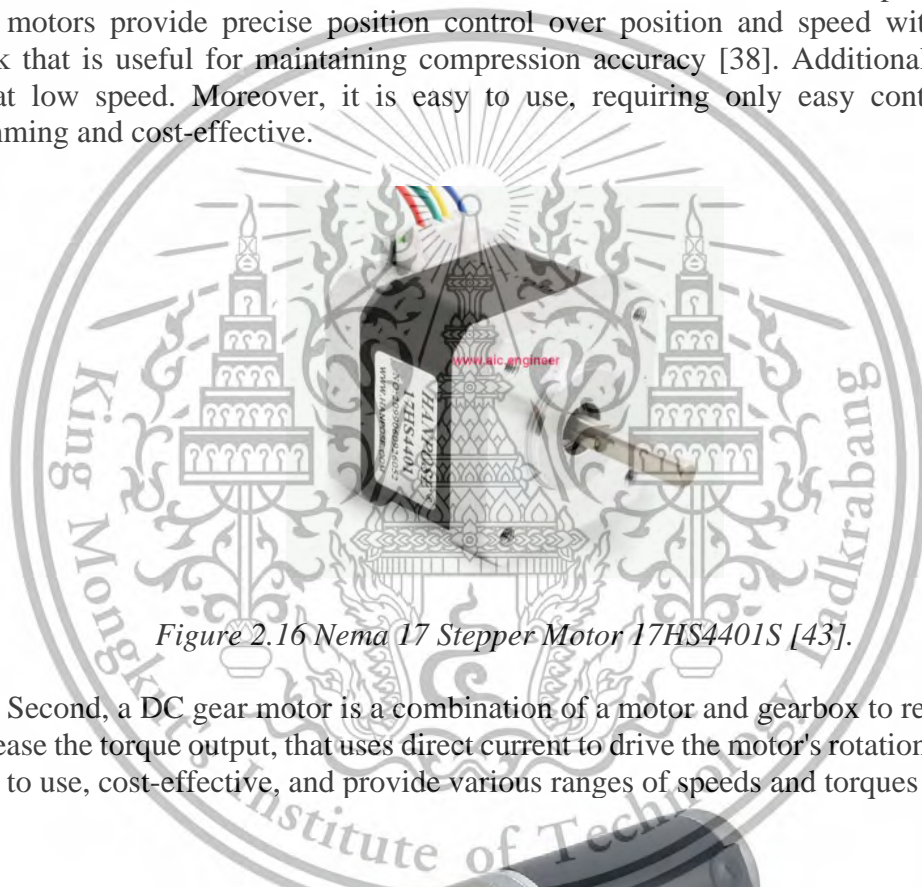 motors provide precise position control over position and speed wit
k that is useful for maintaining compression accuracy [38]. Additional
at low speed. Moreover, it is easy to use, requiring only easy cont
nming and cost-effective.
www.aic.engineer
HANPOSE
17HS4401
Figure 2.16 Nema 17 Stepper Motor 17HS4401S [43].
Second, a DC gear motor is a combination of a motor and gearbox to re
ease the torque output, that uses direct current to drive the motor's rotation
to use, cost-effective, and provide various ranges of speeds and torques
King Mongkut's Institute of Technology Ladkrabang